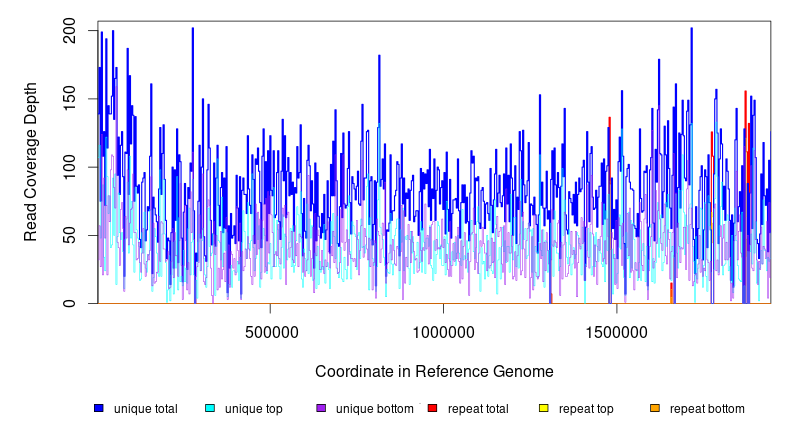 200
150
100
50
0
Read Coverage Depth
500000 1000000 1500000
Coordinate in Reference Genome
unique total unique top unique bottom repeat total repeat top repeat bottom